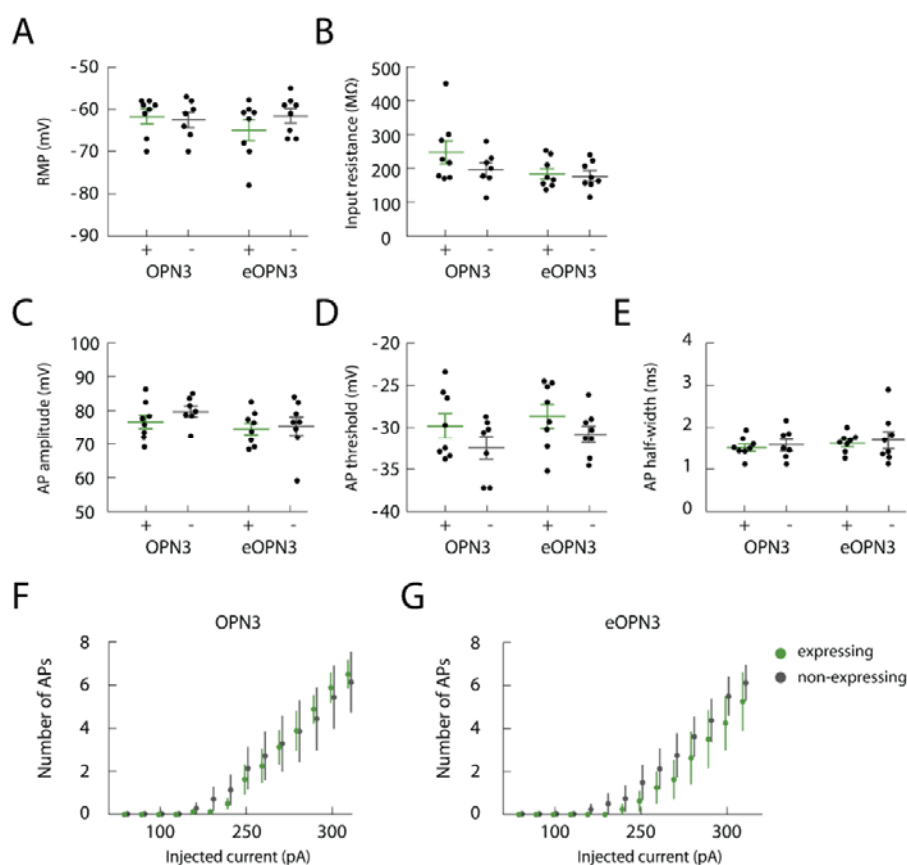 A
RMP (mV)
-50
-60
-70
-80
-90
+ - + -
OPN3 eOPN3
B
Input resistance (MΩ)
500
400
300
200
100
0
+ - + -
OPN3 eOPN3
C
AP amplitude (mV)
100
90
80
70
60
50
+ - + -
OPN3 eOPN3
D
AP threshold (mV)
-20
-25
-30
-35
-40
+ - + -
OPN3 eOPN3
E
AP half-width (ms)
4
3
2
1
0
+ - + -
OPN3 eOPN3
F
OPN3
Number of APs
8
6
4
2
0
100 250 300
Injected current (pA)
G
eOPN3
Number of APs
8
6
4
2
0
100 250 300
Injected current (pA)
expressing
non-expressing